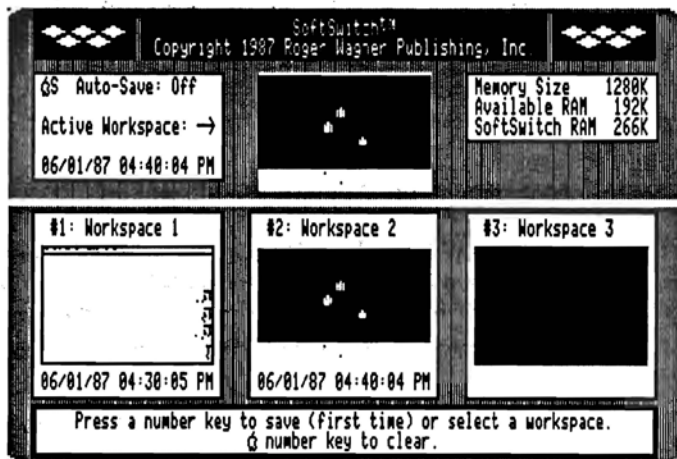 SoftSwitch™
Copyright 1987 Roger Wagner Publishing, Inc.
S Auto-Save: Off
Active Workspace: →
06/01/87 04:40:04 PM
Memory Size 1280K
Available RAM 192K
SoftSwitch RAM 266K
#1: Workspace 1
#2: Workspace 2
#3: Workspace 3
06/01/87 04:30:05 PM
06/01/87 04:40:04 PM
Press a number key to save (first time) or select a workspace.
number key to clear.